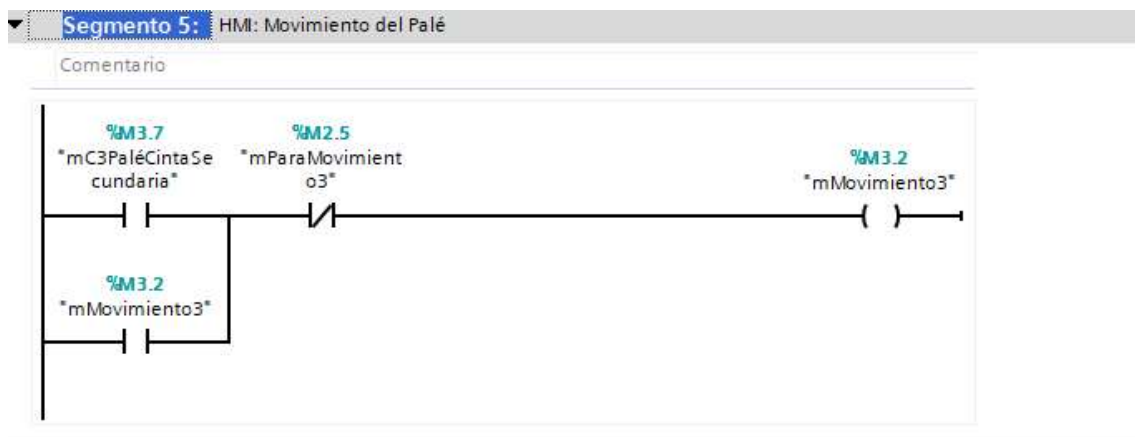 Segmento 5: HMI: Movimiento del Palé
Comentario
%M3.7
"mC3PaléCintaSe
cundaria"
%M2.5
"mParaMovimient
o3"
%M3.2
"mMovimiento3"
%M3.2
"mMovimiento3"